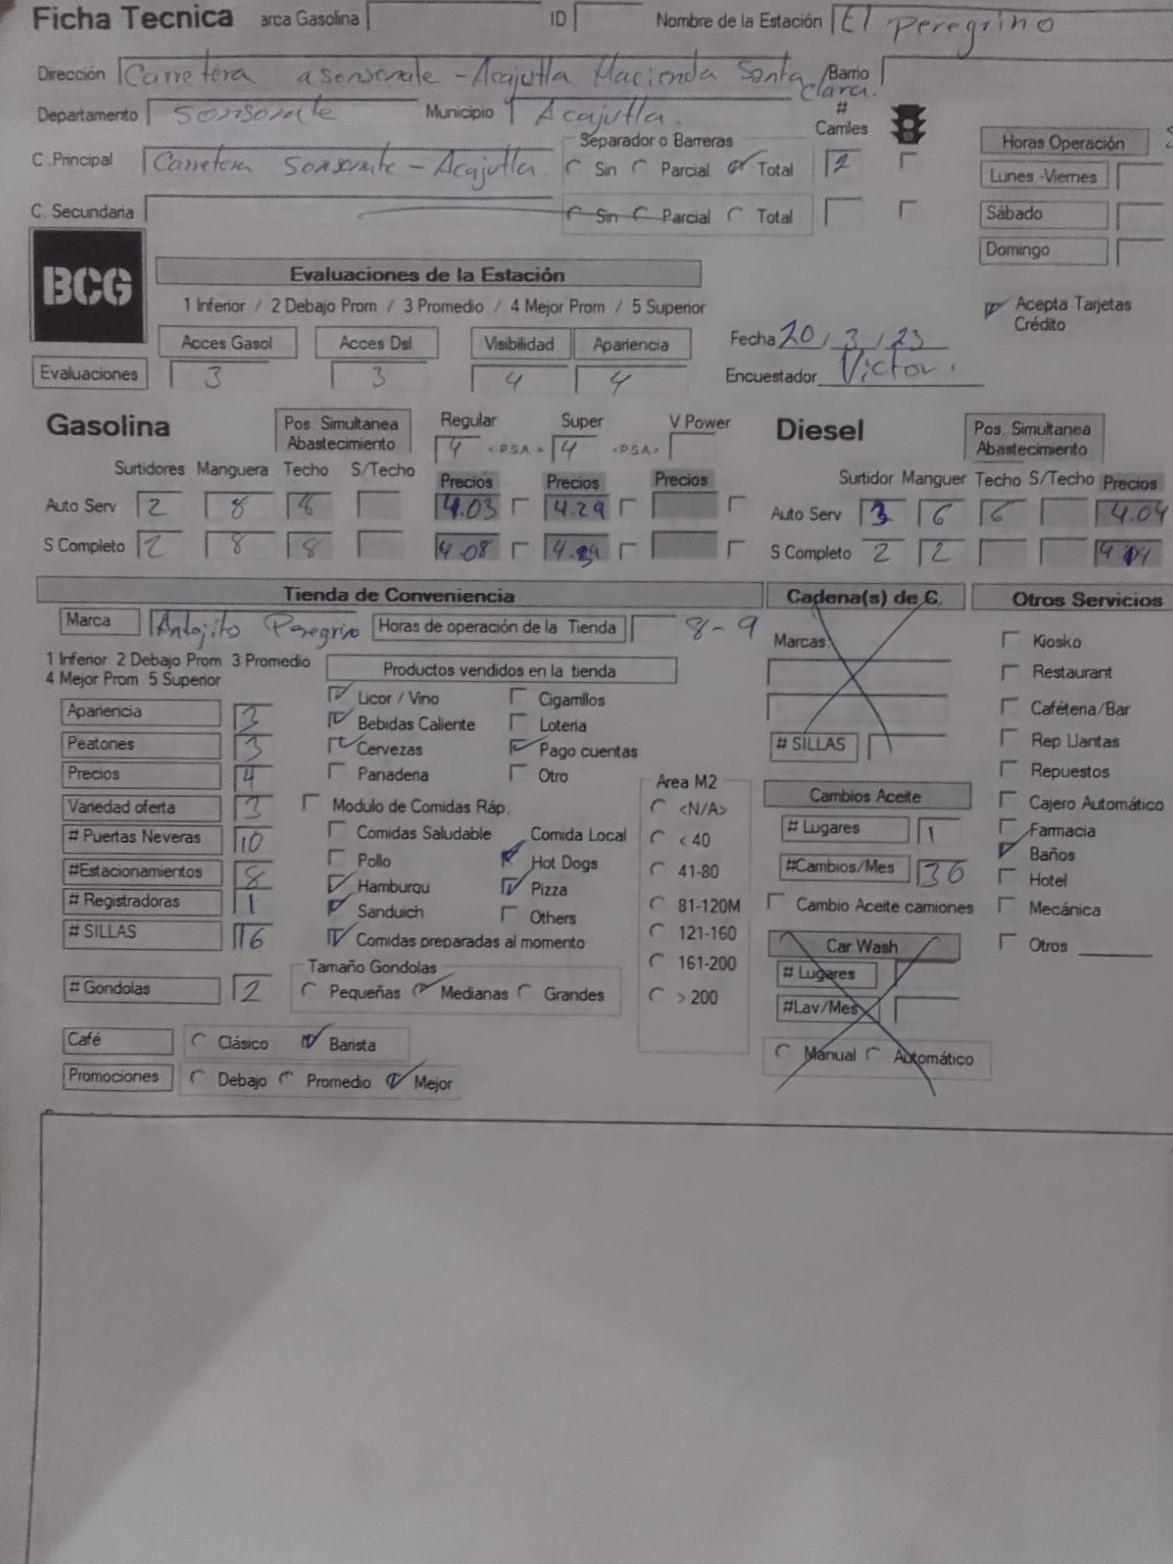 Ficha Tecnica arca Gasolina ID Nombre de la Estación El peregrino
Dirección Carretera a sonsonate - Acajutla Hacienda Santa Clara. Barrio
Departamento sonsonate Municipio Acajutla. # Carriles
Separador o Barreras Horas Operación
C.Principal Carretera Sonsonate - Acajutla. Sin Parcial Total 2 Lunes -Viernes
C. Secundaria Sin Parcial Total Sábado
Domingo
BCG Evaluaciones de la Estación
1 Inferior / 2 Debajo Prom / 3 Promedio / 4 Mejor Prom / 5 Superior Acepta Tarjetas Crédito
Acces Gasol Acces Dsl Visibilidad Apariencia Fecha 20/3/23
Evaluaciones 3 3 4 4 Encuestador Victor.
Gasolina Pos. Simultanea Abastecimiento Regular Super V Power Diesel Pos. Simultanea Abastecimiento
4 <PSA> 4 <PSA>
Surtidores Manguera Techo S/Techo Precios Precios Precios Surtidor Manguer Techo S/Techo Precios
Auto Serv 2 8 8 4.03 4.29 Auto Serv 3 6 6 4.04
S Completo 2 8 8 4.08 S Completo 2 2
Tienda de Conveniencia Cadena(s) de C. Otros Servicios
Marca Antojito Peregrino Horas de operación de la Tienda 8-9 Marcas: Kiosko
1 Inferior 2 Debajo Prom 3 Promedio Productos vendidos en la tienda Restaurant
4 Mejor Prom 5 Superior
Apariencia 3 Licor / Vino Cigarrillos Cafétería/Bar
Peatones 3 Bebidas Caliente Loteria # SILLAS Rep Llantas
Precios 4 Cervezas Pago cuentas Repuestos
Panaderia Otro Area M2
Variedad oferta 3 Modulo de Comidas Ráp. <N/A> Cambios Aceite Cajero Automático
# Puertas Neveras 10 Comidas Saludable Comida Local < 40 # Lugares 1 Farmacia
#Estacionamientos 8 Pollo Hot Dogs 41-80 #Cambios/Mes 36 Baños
# Registradoras 1 Hamburqu Pizza 81-120M Cambio Aceite camiones Hotel
# SILLAS 16 Sanduich Others 121-160 Mecánica
Comidas preparadas al momento Car Wash Otros
# Gondolas 2 Tamaño Gondolas 161-200 # Lugares
Pequeñas Medianas Grandes > 200 #Lav/Mes
Café Clásico Barista Manual Automático
Promociones Debajo Promedio Mejor